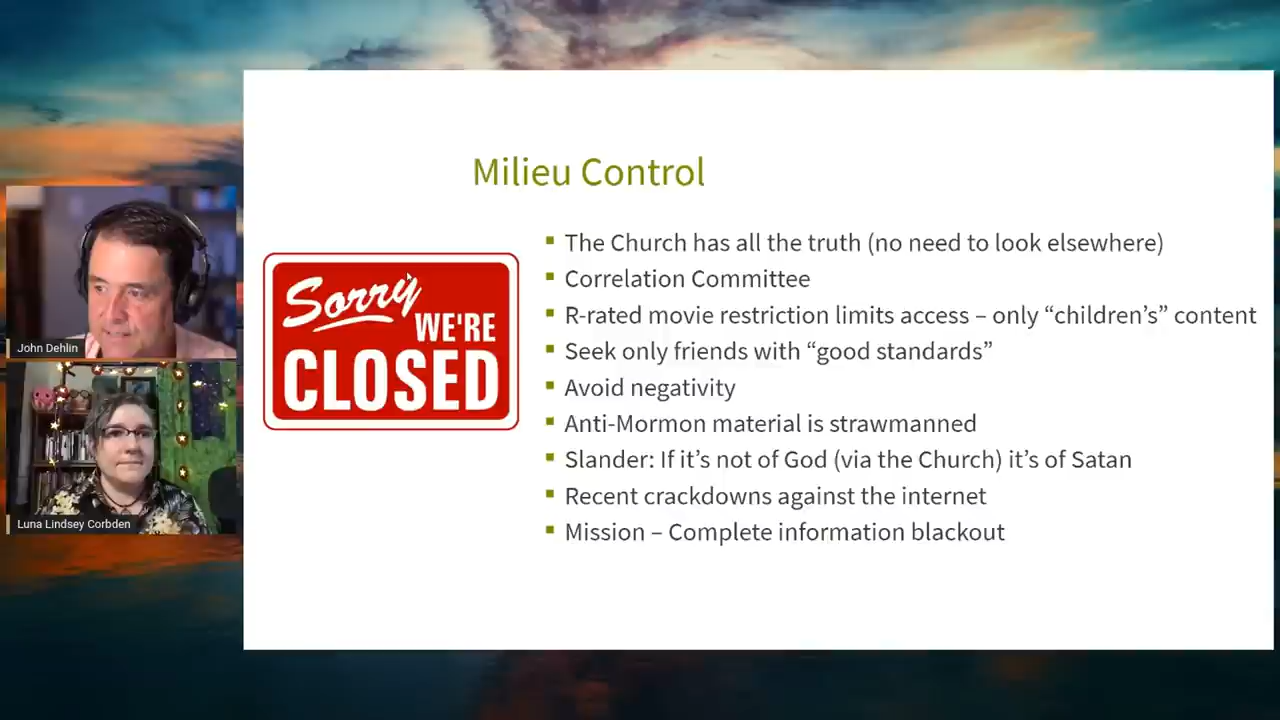 Milieu Control
Sorry
WE'RE
CLOSED
▪ The Church has all the truth (no need to look elsewhere)
▪ Correlation Committee
▪ R-rated movie restriction limits access – only “children’s” content
▪ Seek only friends with “good standards”
▪ Avoid negativity
▪ Anti-Mormon material is strawmanned
▪ Slander: If it’s not of God (via the Church) it’s of Satan
▪ Recent crackdowns against the internet
▪ Mission – Complete information blackout
John Dehlin
Luna Lindsey Corbden